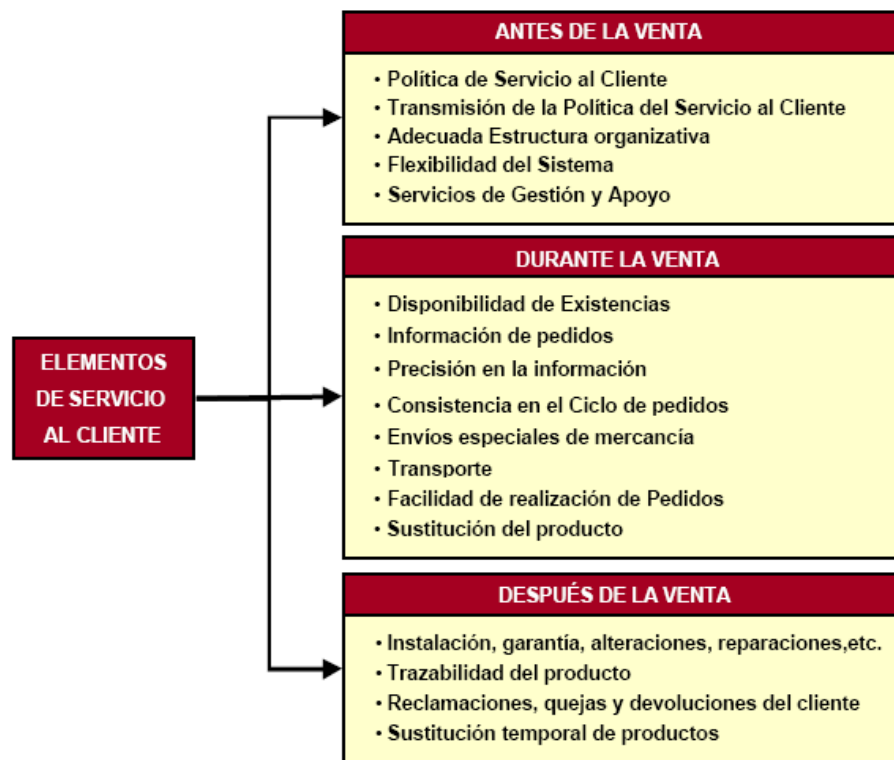 ANTES DE LA VENTA
• Política de Servicio al Cliente
• Transmisión de la Política del Servicio al Cliente
• Adecuada Estructura organizativa
• Flexibilidad del Sistema
• Servicios de Gestión y Apoyo
DURANTE LA VENTA
• Disponibilidad de Existencias
• Información de pedidos
• Precisión en la información
• Consistencia en el Ciclo de pedidos
• Envíos especiales de mercancía
• Transporte
• Facilidad de realización de Pedidos
• Sustitución del producto
ELEMENTOS
DE SERVICIO
AL CLIENTE
DESPUÉS DE LA VENTA
• Instalación, garantía, alteraciones, reparaciones,etc.
• Trazabilidad del producto
• Reclamaciones, quejas y devoluciones del cliente
• Sustitución temporal de productos